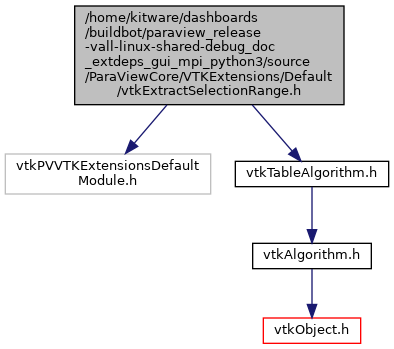 /home/kitware/dashboards
/buildbot/paraview_release
-vall-linux-shared-debug_doc
_extdeps_gui_mpi_python3/source
/ParaViewCore/VTKExtensions/Default
/vtkExtractSelectionRange.h
vtkPVVTKExtensionsDefault
Module.h
vtkTableAlgorithm.h
vtkAlgorithm.h
vtkObject.h